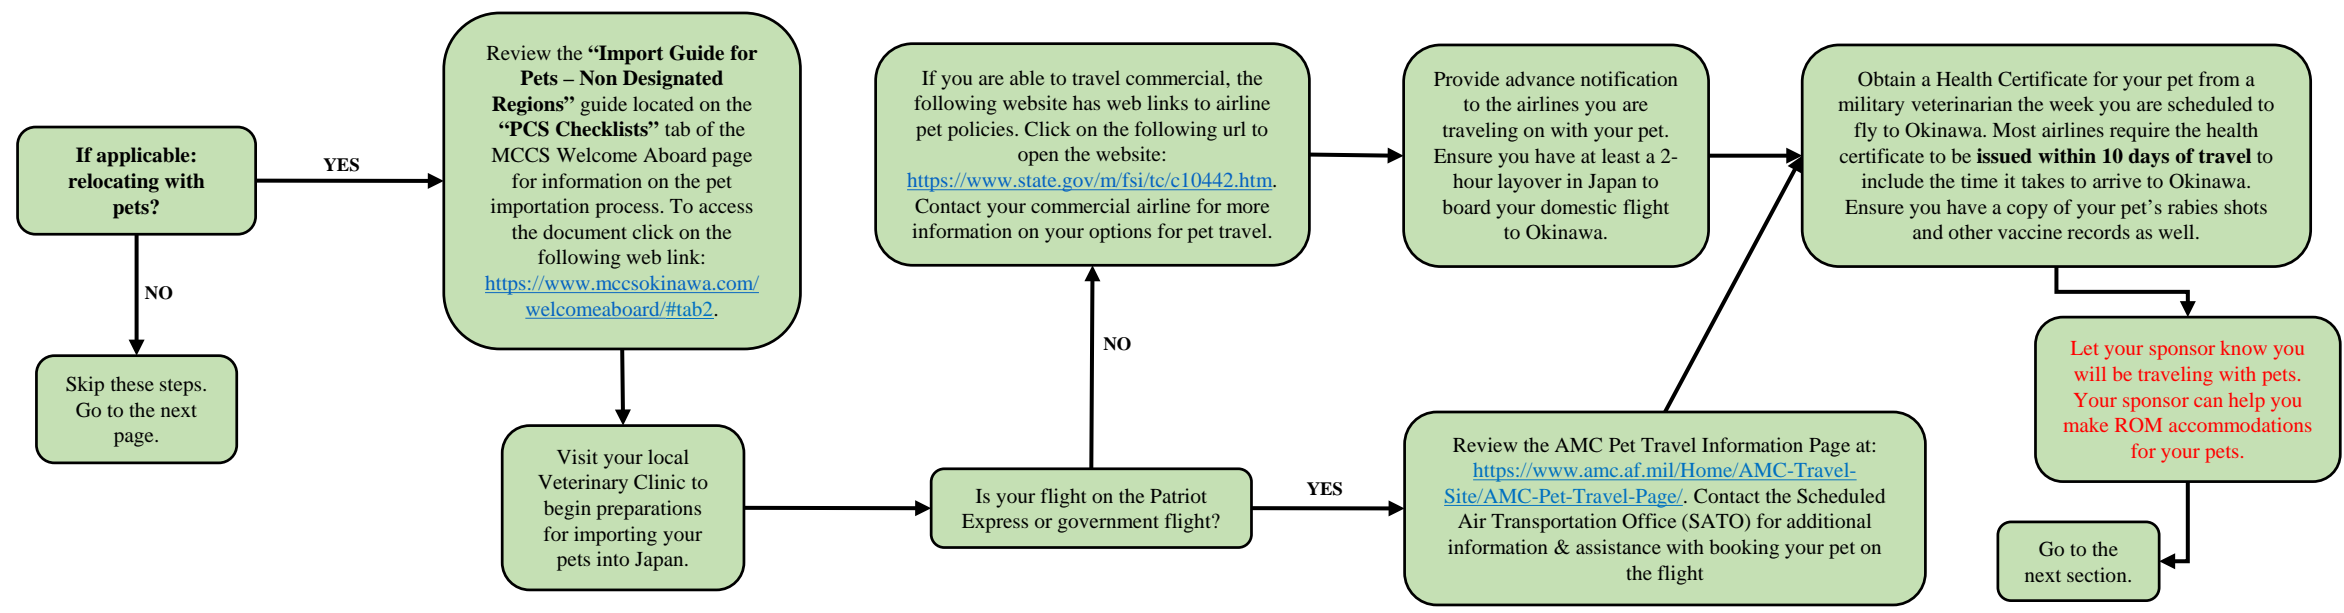 If applicable:
relocating with
pets?
YES
NO
Skip these steps.
Go to the next
page.
Review the “Import Guide for
Pets – Non Designated
Regions” guide located on the
“PCS Checklists” tab of the
MCCS Welcome Aboard page
for information on the pet
importation process. To access
the document click on the
following web link:
https://www.mccsokinawa.com/
welcomeaboard/#tab2.
Visit your local
Veterinary Clinic to
begin preparations
for importing your
pets into Japan.
Is your flight on the Patriot
Express or government flight?
NO
If you are able to travel commercial, the
following website has web links to airline
pet policies. Click on the following url to
open the website:
https://www.state.gov/m/fsi/tc/c10442.htm.
Contact your commercial airline for more
information on your options for pet travel.
Provide advance notification
to the airlines you are
traveling on with your pet.
Ensure you have at least a 2-
hour layover in Japan to
board your domestic flight
to Okinawa.
YES
Review the AMC Pet Travel Information Page at:
https://www.amc.af.mil/Home/AMC-Travel-
Site/AMC-Pet-Travel-Page/. Contact the Scheduled
Air Transportation Office (SATO) for additional
information & assistance with booking your pet on
the flight
Obtain a Health Certificate for your pet from a
military veterinarian the week you are scheduled to
fly to Okinawa. Most airlines require the health
certificate to be issued within 10 days of travel to
include the time it takes to arrive to Okinawa.
Ensure you have a copy of your pet’s rabies shots
and other vaccine records as well.
Let your sponsor know you
will be traveling with pets.
Your sponsor can help you
make ROM accommodations
for your pets.
Go to the
next section.